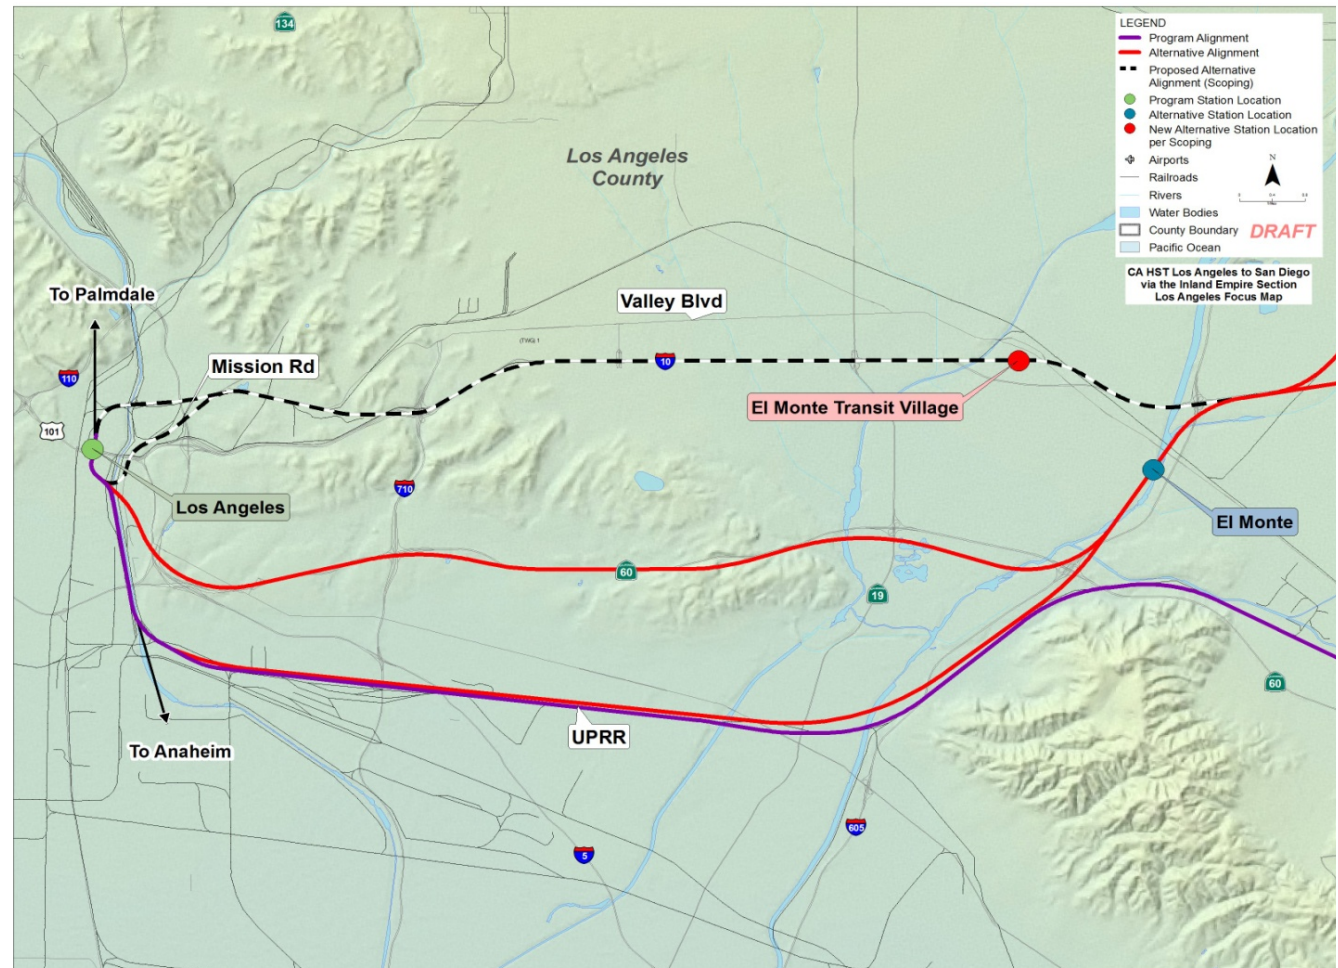 134
LEGEND
Program Alignment
Alternative Alignment
Proposed Alternative
Alignment (Scoping)
Program Station Location
Alternative Station Location
New Alternative Station Location
per Scoping
Airports
Railroads
Rivers
Water Bodies
County Boundary
Pacific Ocean
N
Miles
DRAFT
CA HST Los Angeles to San Diego
via the Inland Empire Section
Los Angeles Focus Map
Los Angeles
County
To Palmdale
Valley Blvd
(TWG) 1
Mission Rd
10
110
101
El Monte Transit Village
Los Angeles
710
El Monte
60
19
60
UPRR
To Anaheim
605
5